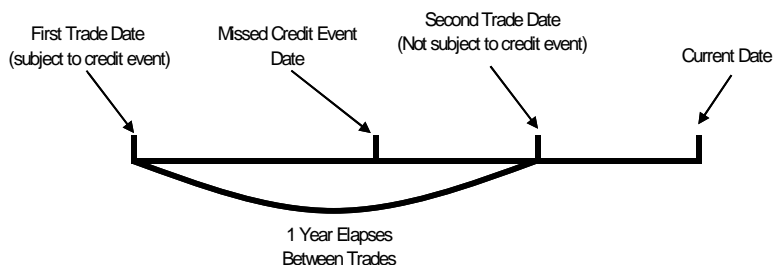 First Trade Date
(subject to credit event)
Missed Credit Event
Date
Second Trade Date
(Not subject to credit event)
Current Date
1 Year Elapses
Between Trades